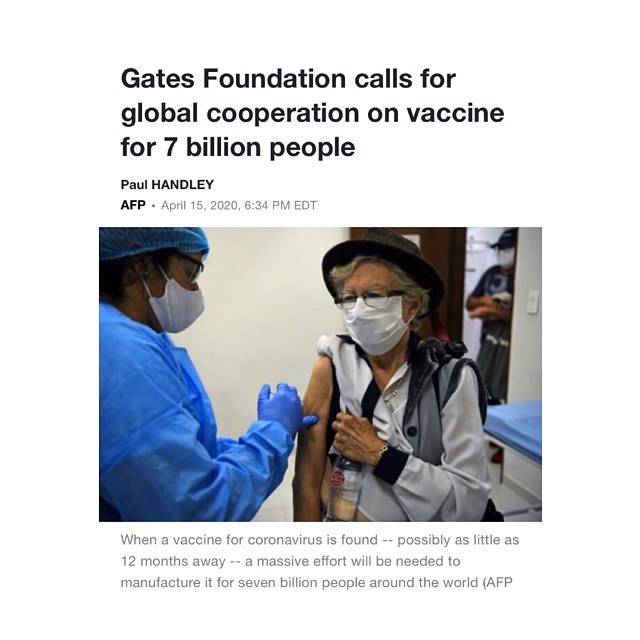 Gates Foundation calls for
global cooperation on vaccine
for 7 billion people
Paul HANDLEY
AFP • April 15, 2020, 6:34 PM EDT
When a vaccine for coronavirus is found -- possibly as little as
12 months away -- a massive effort will be needed to
manufacture it for seven billion people around the world (AFP